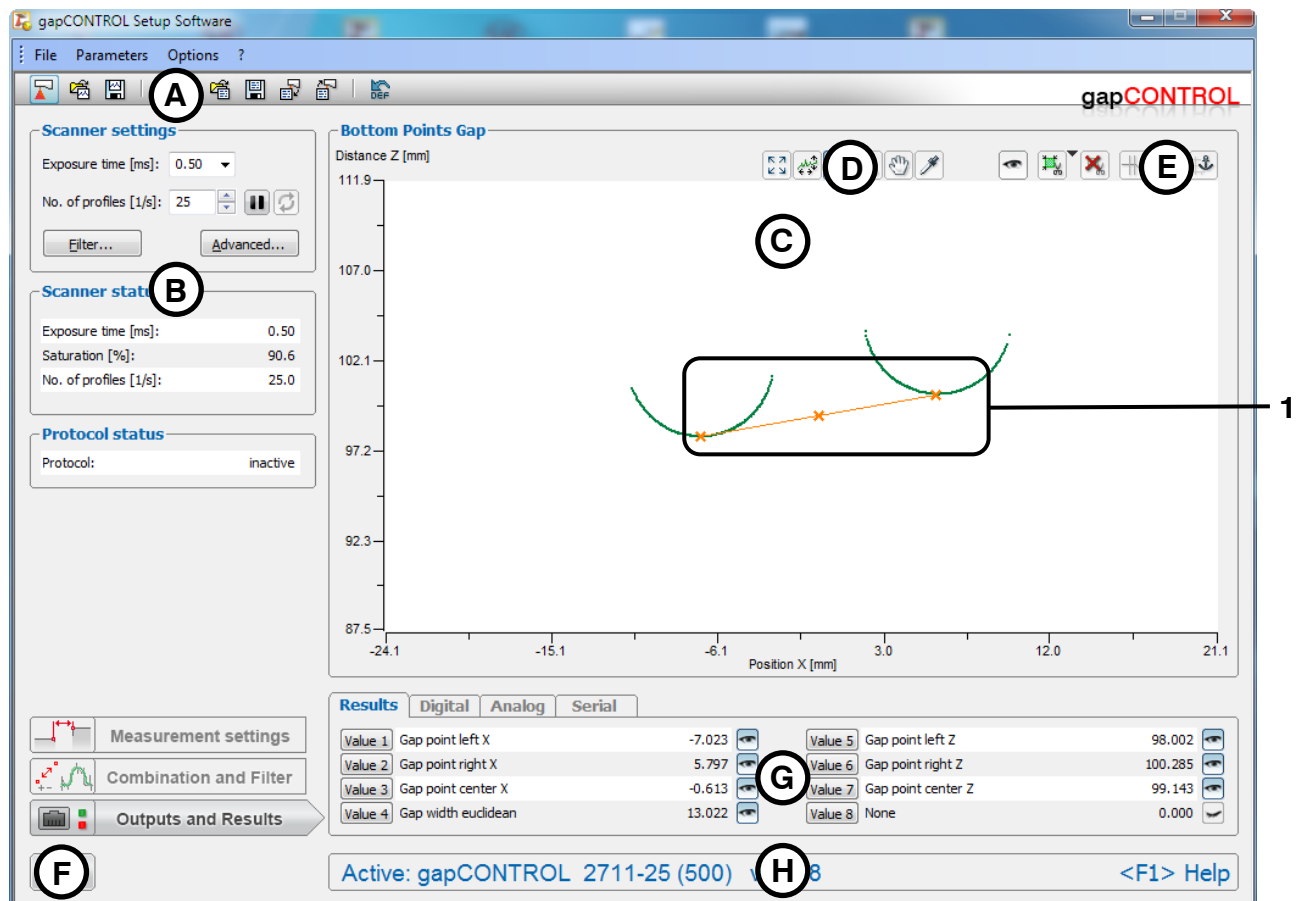 gapCONTROL Setup Software
File Parameters Options ?
A
DEF
gapCONTROL
Scanner settings
Exposure time [ms]: 0.50
No. of profiles [1/s]: 25
Filter... Advanced...
B
Scanner
Exposure time [ms]: 0.50
Saturation [%]: 90.6
No. of profiles [1/s]: 25.0
Protocol status
Protocol: inactive
Bottom Points Gap
Distance Z [mm]
D
E
C
111.9
107.0
102.1
97.2
92.3
87.5
1
-24.1 -15.1 -6.1 3.0 12.0 21.1
Position X [mm]
Measurement settings
Combination and Filter
Outputs and Results
F
Results Digital Analog Serial
Value 1 Gap point left X -7.023 Value 5 Gap point left Z 98.002
Value 2 Gap point right X 5.797 Value 6 Gap point right Z 100.285
Value 3 Gap point center X -0.613 Value 7 Gap point center Z 99.143
Value 4 Gap width euclidean 13.022 Value 8 None 0.000
G
Active: gapCONTROL 2711-25 (500) 8 <F1> Help
H